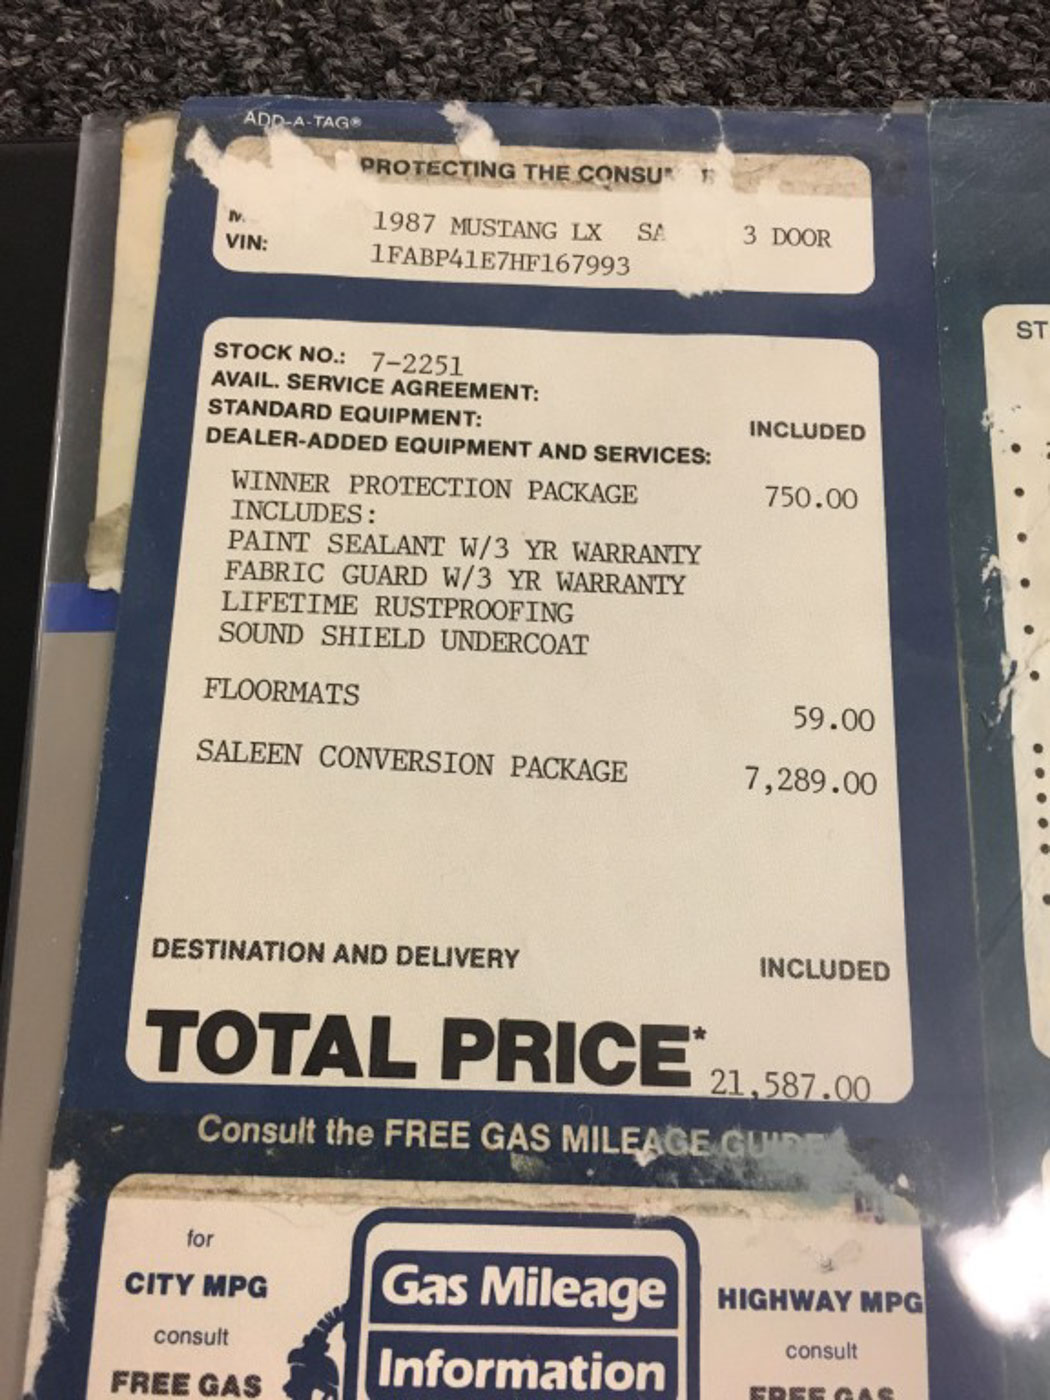 ADD-A-TAG®
PROTECTING THE
1987 MUSTANG LX 3 DOOR
VIN: 1FABP41E7HF167993
STOCK NO.: 7-2251
AVAIL. SERVICE AGREEMENT:
STANDARD EQUIPMENT: INCLUDED
DEALER-ADDED EQUIPMENT AND SERVICES:
WINNER PROTECTION PACKAGE 750.00
INCLUDES:
PAINT SEALANT W/3 YR WARRANTY
FABRIC GUARD W/3 YR WARRANTY
LIFETIME RUSTPROOFING
SOUND SHIELD UNDERCOAT
FLOORMATS 59.00
SALEEN CONVERSION PACKAGE 7,289.00
DESTINATION AND DELIVERY INCLUDED
TOTAL PRICE* 21,587.00
Consult the FREE GAS MILEAGE GUIDE
for
CITY MPG
consult
FREE GAS
Gas Mileage
Information
HIGHWAY MPG
consult
FREE GAS
ST